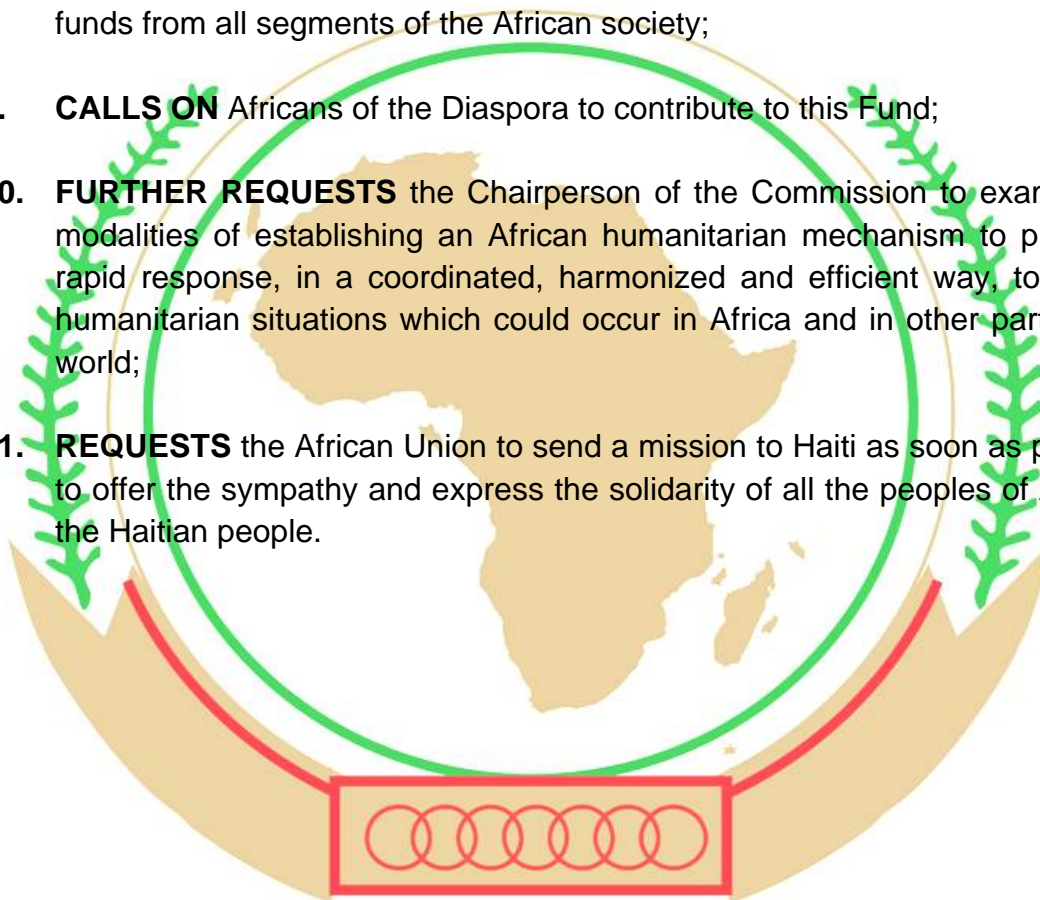 funds from all segments of the African society;
. CALLS ON Africans of the Diaspora to contribute to this Fund;
0. FURTHER REQUESTS the Chairperson of the Commission to
modalities of establishing an African humanitarian mechanism to
rapid response, in a coordinated, harmonized and efficient way, to
humanitarian situations which could occur in Africa and in other
world;
1. REQUESTS the African Union to send a mission to Haiti as soon as
to offer the sympathy and express the solidarity of all the peoples of
the Haitian people.